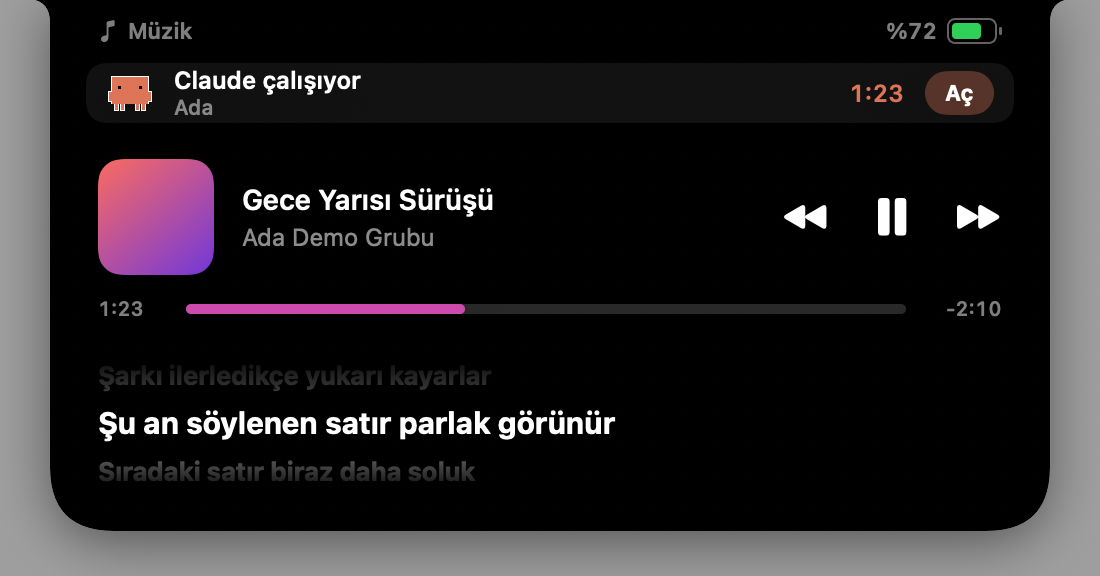 Müzik %72
Claude çalışıyor
Ada
1:23 Aç
Gece Yarısı Sürüşü
Ada Demo Grubu
1:23 -2:10
Şarkı ilerledikçe yukarı kayarlar
Şu an söylenen satır parlak görünür
Sıradaki satır biraz daha soluk